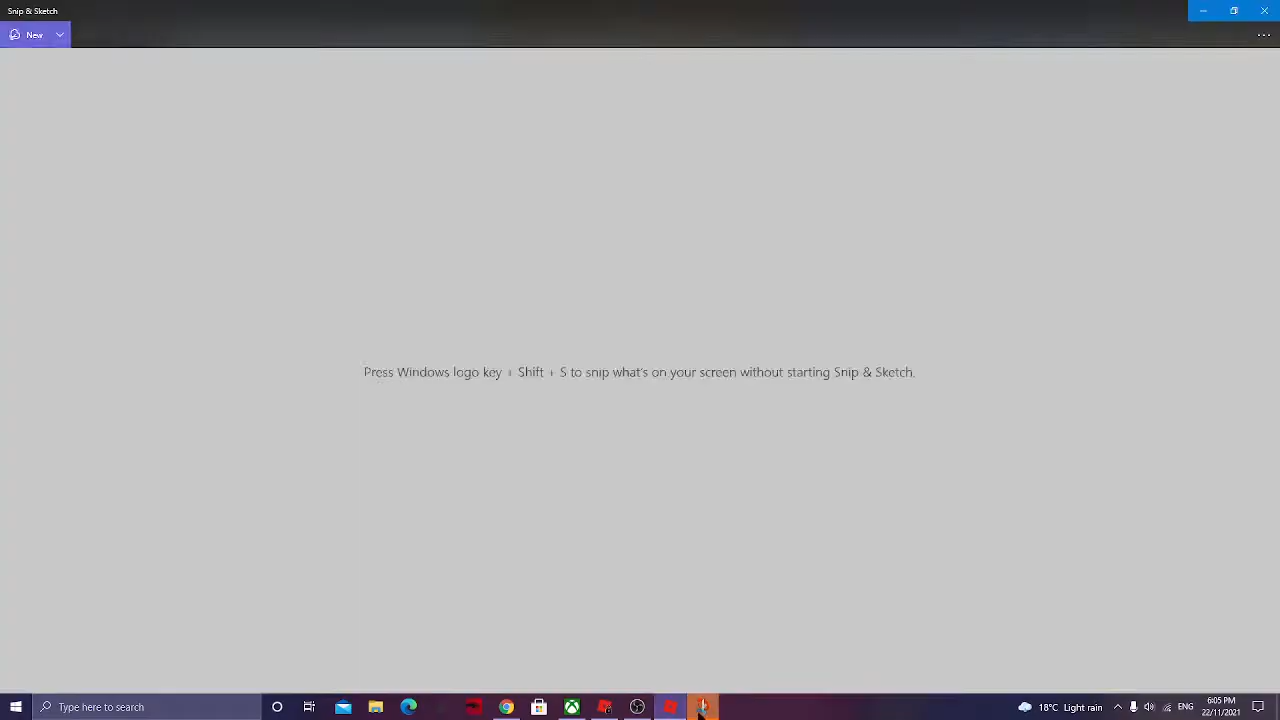 Snip & Sketch
New
Press Windows logo key + Shift + S to snip what's on your screen without starting Snip & Sketch.
Type here to search
18°C Light rain
ENG
6:05 PM
22/11/2021